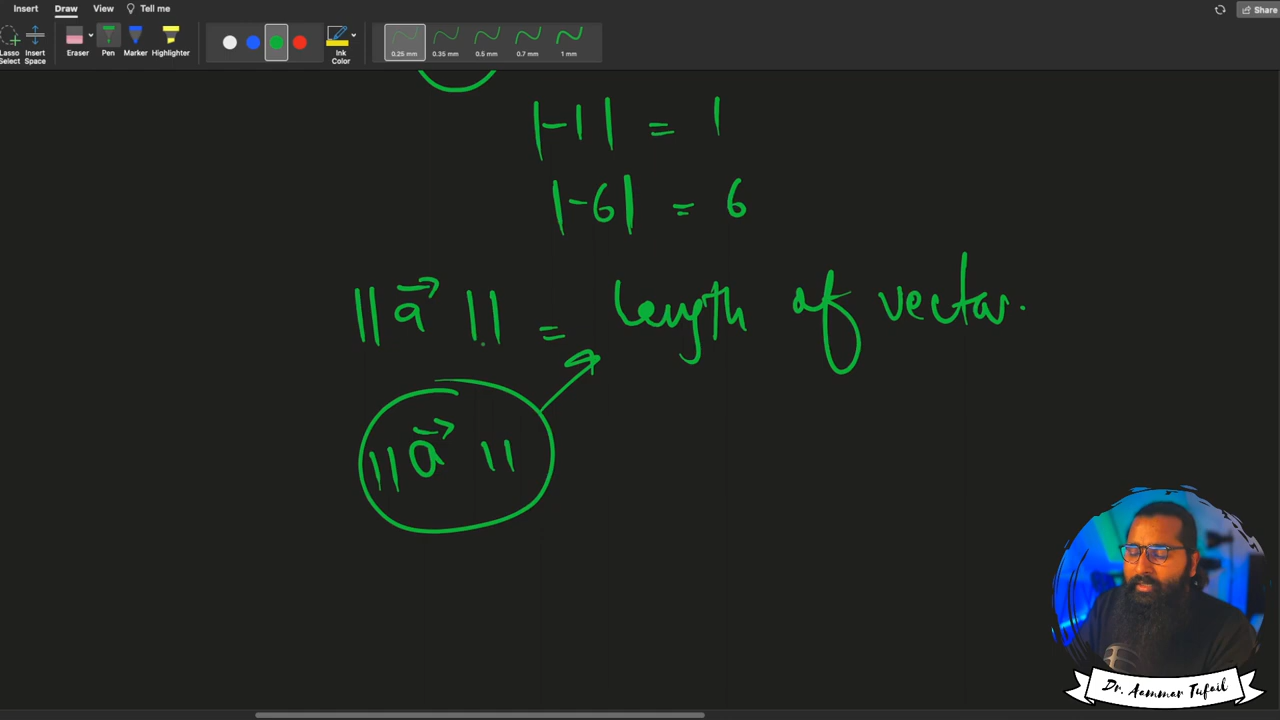 Insert Draw View Tell me Share
Lasso Select Insert Space Eraser Pen Marker Highlighter Ink Color 0.25 mm 0.35 mm 0.5 mm 0.7 mm 1 mm
|-1| = 1
|-6| = 6
||a⃗|| = length of vector.
||a⃗||
Dr. Aammar Tufail